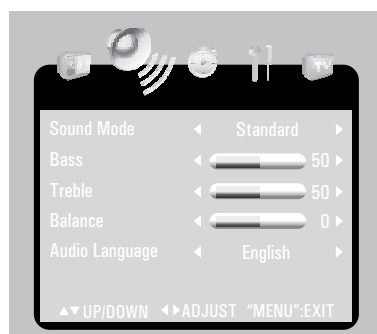 Sound Mode ◀ Standard ▶
Bass ◀ 50 ▶
Treble ◀ 50 ▶
Balance ◀ 0 ▶
Audio Language ◀ English ▶
▲▼ UP/DOWN ◀▶ ADJUST “MENU”:EXIT